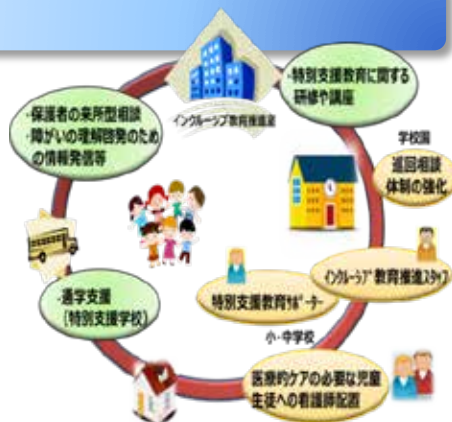 インクルーシブ教育推進室
・特別支援教育に関する
研修や講座
・保護者の来所型相談
・障がいの理解啓発のため
の情報発信等
学校園
巡回相談
体制の強化
インクルーシブ教育推進スタッフ
特別支援教育サポーター
・通学支援
（特別支援学校）
小・中学校
医療的ケアの必要な児童
生徒への看護師配置